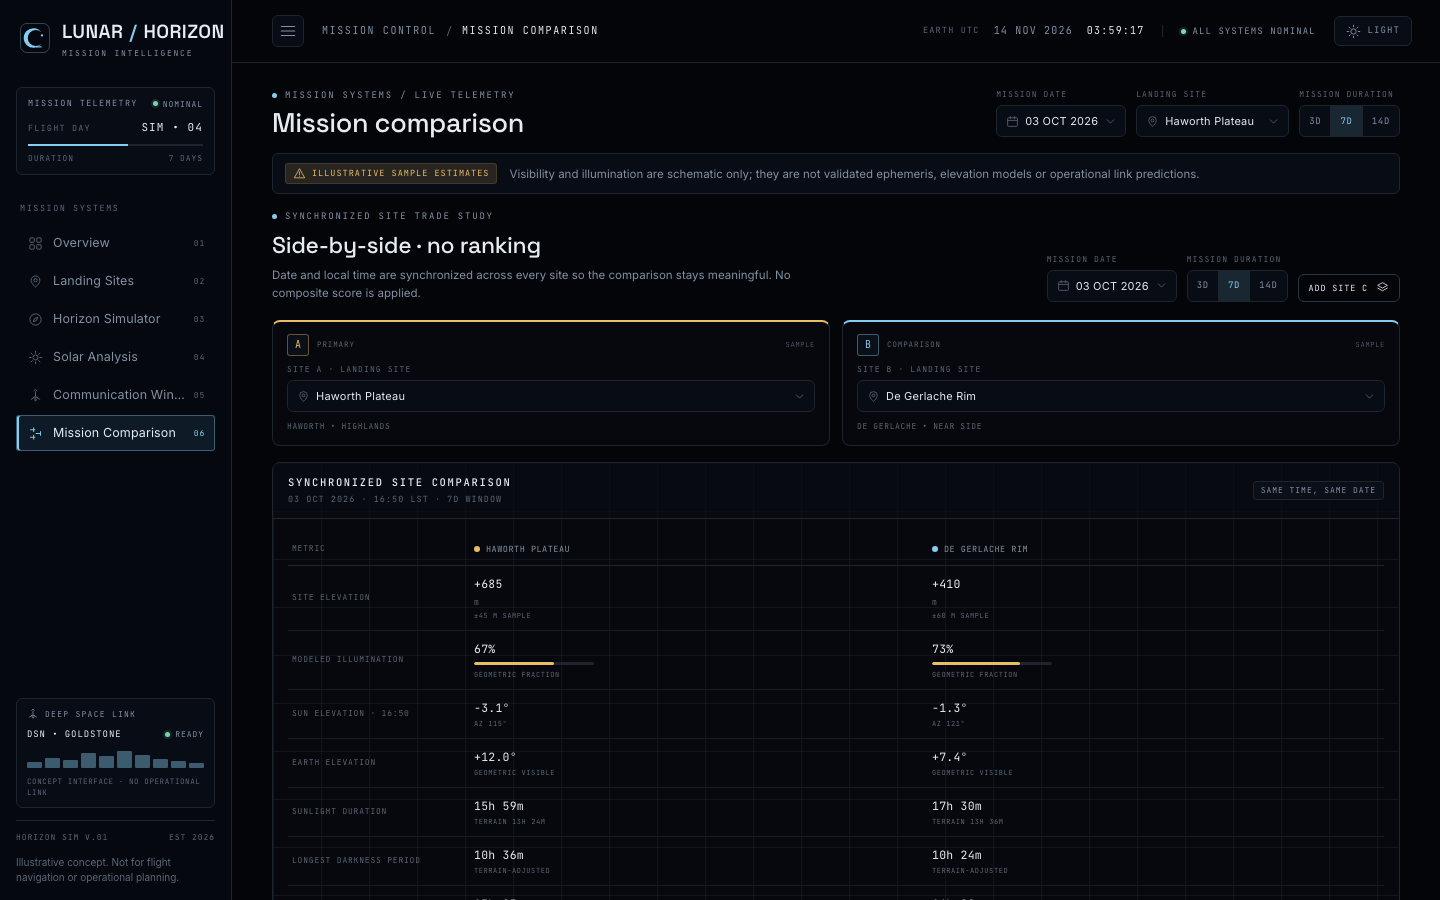 LUNAR / HORIZON
MISSION INTELLIGENCE
MISSION TELEMETRY NOMINAL
FLIGHT DAY SIM • 04
DURATION 7 DAYS
MISSION SYSTEMS
Overview 01
Landing Sites 02
Horizon Simulator 03
Solar Analysis 04
Communication Win... 05
Mission Comparison 06
DEEP SPACE LINK
DSN • GOLDSTONE READY
CONCEPT INTERFACE · NO OPERATIONAL
LINK
HORIZON SIM V.01 EST 2026
Illustrative concept. Not for flight
navigation or operational planning.
MISSION CONTROL / MISSION COMPARISON
EARTH UTC 14 NOV 2026 03:59:17 ALL SYSTEMS NOMINAL LIGHT
MISSION SYSTEMS / LIVE TELEMETRY
Mission comparison
MISSION DATE LANDING SITE MISSION DURATION
03 OCT 2026 Haworth Plateau 3D 7D 14D
ILLUSTRATIVE SAMPLE ESTIMATES Visibility and illumination are schematic only; they are not validated ephemeris, elevation models or operational link predictions.
SYNCHRONIZED SITE TRADE STUDY
Side-by-side · no ranking
Date and local time are synchronized across every site so the comparison stays meaningful. No
composite score is applied.
MISSION DATE MISSION DURATION
03 OCT 2026 3D 7D 14D ADD SITE C
A PRIMARY SAMPLE
SITE A · LANDING SITE
Haworth Plateau
HAWORTH • HIGHLANDS
B COMPARISON SAMPLE
SITE B · LANDING SITE
De Gerlache Rim
DE GERLACHE • NEAR SIDE
SYNCHRONIZED SITE COMPARISON
03 OCT 2026 · 16:50 LST · 7D WINDOW
SAME TIME, SAME DATE
METRIC HAWORTH PLATEAU DE GERLACHE RIM
SITE ELEVATION
+685
m
±45 M SAMPLE
+410
m
±60 M SAMPLE
MODELED ILLUMINATION
67%
GEOMETRIC FRACTION
73%
GEOMETRIC FRACTION
SUN ELEVATION · 16:50
-3.1°
AZ 115°
-1.3°
AZ 121°
EARTH ELEVATION
+12.0°
GEOMETRIC VISIBLE
+7.4°
GEOMETRIC VISIBLE
SUNLIGHT DURATION
15h 59m
TERRAIN 13H 24M
17h 30m
TERRAIN 13H 36M
LONGEST DARKNESS PERIOD
10h 36m
TERRAIN-ADJUSTED
10h 24m
TERRAIN-ADJUSTED